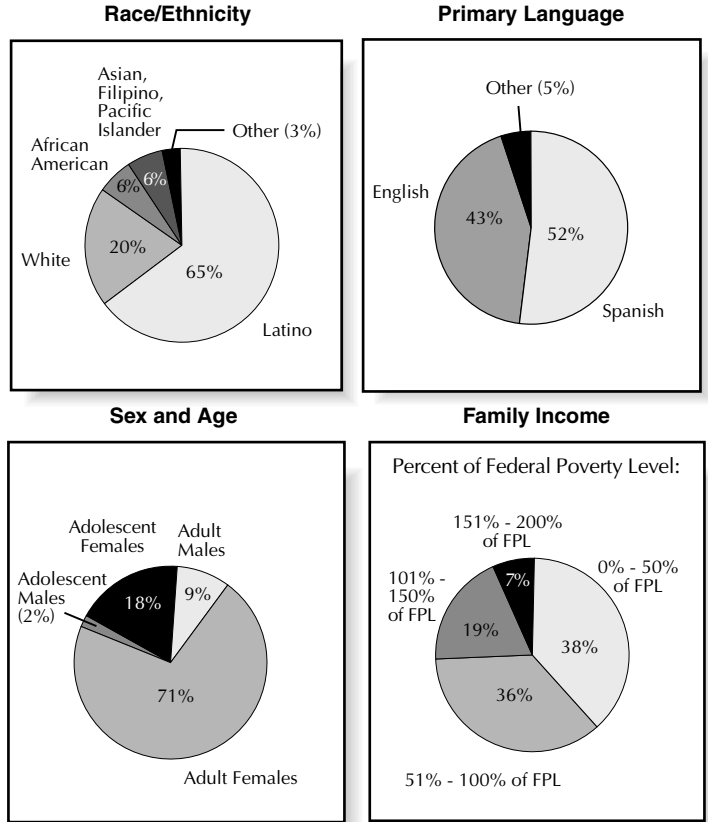 Race/Ethnicity
Asian,
Filipino,
Pacific
Islander
Other (3%)
African
American
6%
6%
White
20%
65%
Latino
Primary Language
Other (5%)
English
43%
52%
Spanish
Sex and Age
Adolescent
Females
Adult
Males
Adolescent
Males
(2%)
18%
9%
71%
Adult Females
Family Income
Percent of Federal Poverty Level:
151% - 200%
of FPL
0% - 50%
of FPL
101% -
150%
of FPL
7%
19%
38%
36%
51% - 100% of FPL